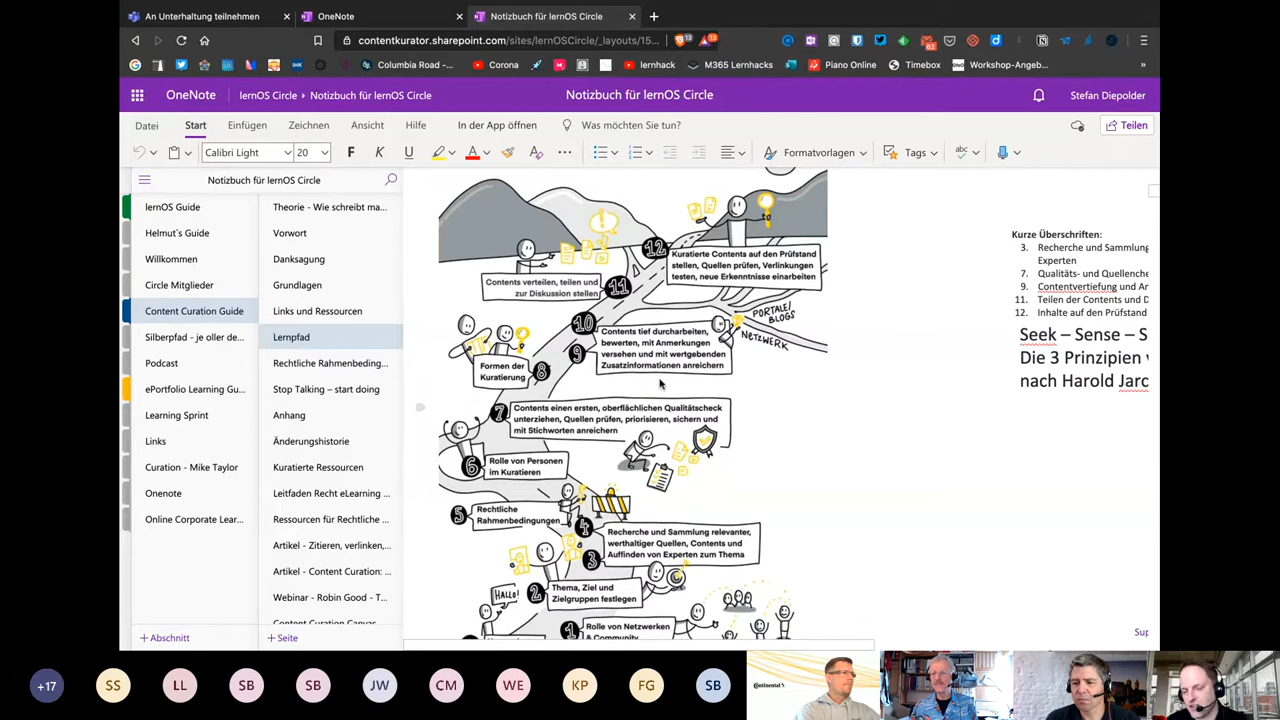 An Unterhaltung teilnehmen
OneNote
Notizbuch für lernOS Circle
contentkurator.sharepoint.com/sites/lernOSCircle/_layouts/15...
13
62
Columbia Road -...
Corona
lernhack
M365 Lernhacks
Piano Online
Timebox
Workshop-Angeb...
OneNote
lernOS Circle › Notizbuch für lernOS Circle
Notizbuch für lernOS Circle
Stefan Diepolder
Datei
Start
Einfügen
Zeichnen
Ansicht
Hilfe
In der App öffnen
Was möchten Sie tun?
Teilen
Calibri Light
20
F
K
U
A
Formatvorlagen
Tags
abc
Notizbuch für lernOS Circle
lernOS Guide
Helmut`s Guide
Willkommen
Circle Mitglieder
Content Curation Guide
Silberpfad - je oller de...
Podcast
ePortfolio Learning Gu...
Learning Sprint
Links
Curation - Mike Taylor
Onenote
Online Corporate Lear...
+ Abschnitt
Theorie - Wie schreibt ma...
Vorwort
Danksagung
Grundlagen
Links und Ressourcen
Lernpfad
Rechtliche Rahmenbeding...
Stop Talking – start doing
Anhang
Änderungshistorie
Kuratierte Ressourcen
Leitfaden Recht eLearning ...
Ressourcen für Rechtliche ...
Artikel - Zitieren, verlinken,...
Artikel - Content Curation: ...
Webinar - Robin Good - T...
Content Curation Canvas
+ Seite
12
Kuratierte Contents auf den Prüfstand
stellen, Quellen prüfen, Verlinkungen
testen, neue Erkenntnisse einarbeiten
11
Contents verteilen, teilen und
zur Diskussion stellen
PORTALE/
BLOGS
NETZWERK
10
9
Contents tief durcharbeiten,
bewerten, mit Anmerkungen
versehen und mit wertgebenden
Zusatzinformationen anreichern
8
Formen der
Kuratierung
7
Contents einen ersten, oberflächlichen Qualitätscheck
unterziehen, Quellen prüfen, priorisieren, sichern und
mit Stichworten anreichern
6
Rolle von Personen
im Kuratieren
5
Rechtliche
Rahmenbedingungen
4
3
Recherche und Sammlung relevanter,
werthaltiger Quellen, Contents und
Auffinden von Experten zum Thema
2
Thema, Ziel und
Zielgruppen festlegen
HALLO!
1
Rolle von Netzwerken
& Community
Kurze Überschriften:
3. Recherche und Sammlung
Experten
7. Qualitäts- und Quellenche
9. Contentvertiefung und An
11. Teilen der Contents und D
12. Inhalte auf den Prüfstand
Seek – Sense – S
Die 3 Prinzipien
nach Harold Jarc
Sup
+17
SS
LL
SB
SB
JW
CM
WE
KP
FG
SB
Continental